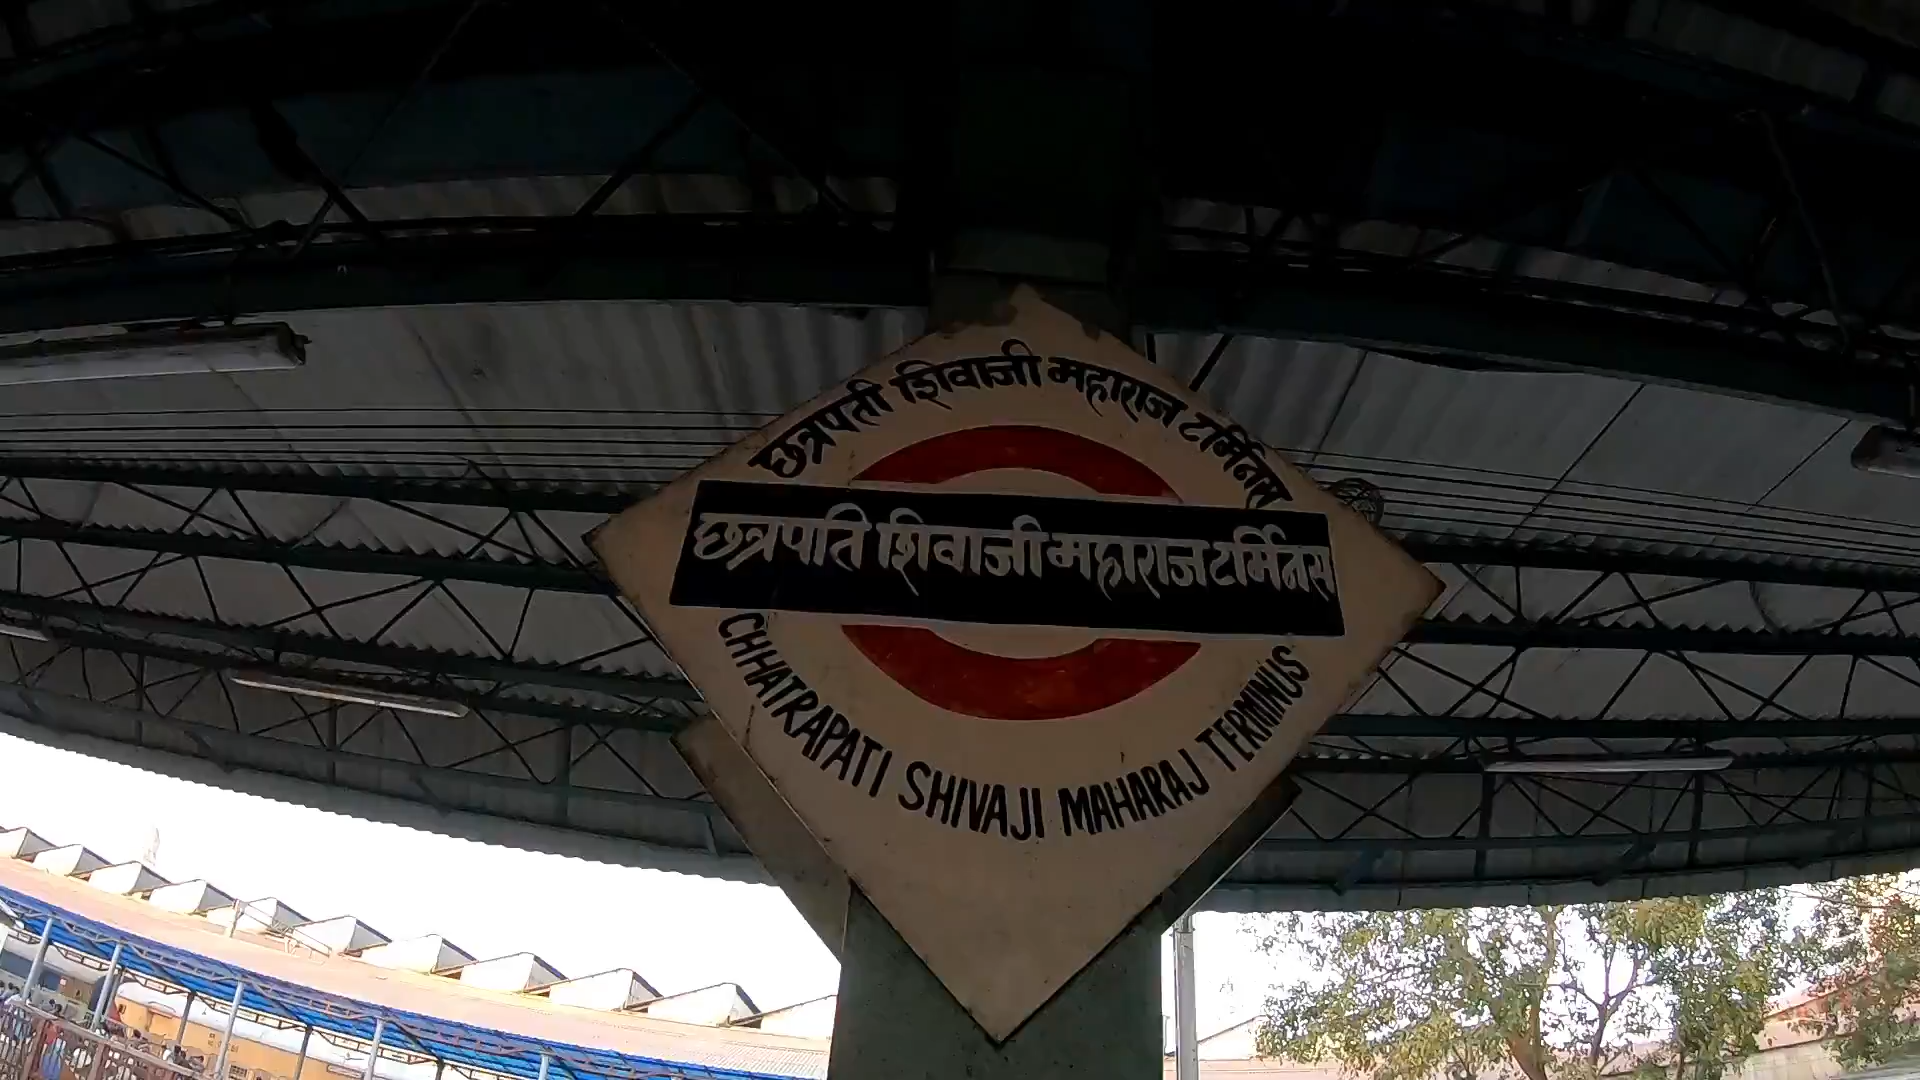 छत्रपती शिवाजी महाराज टर्मिनस
छत्रपति शिवाजी महाराज टर्मिनस
CHHATRAPATI SHIVAJI MAHARAJ TERMINUS